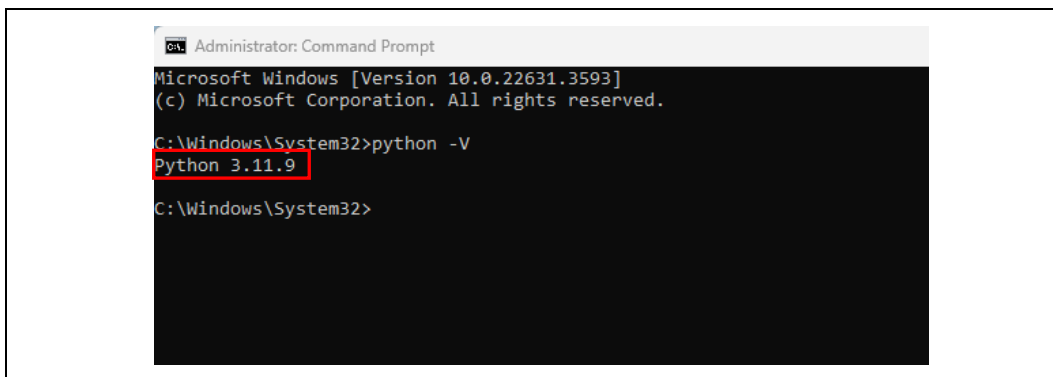 Administrator: Command Prompt
Microsoft Windows [Version 10.0.22631.3593]
(c) Microsoft Corporation. All rights reserved.
C:\Windows\System32>python -V
Python 3.11.9
C:\Windows\System32>